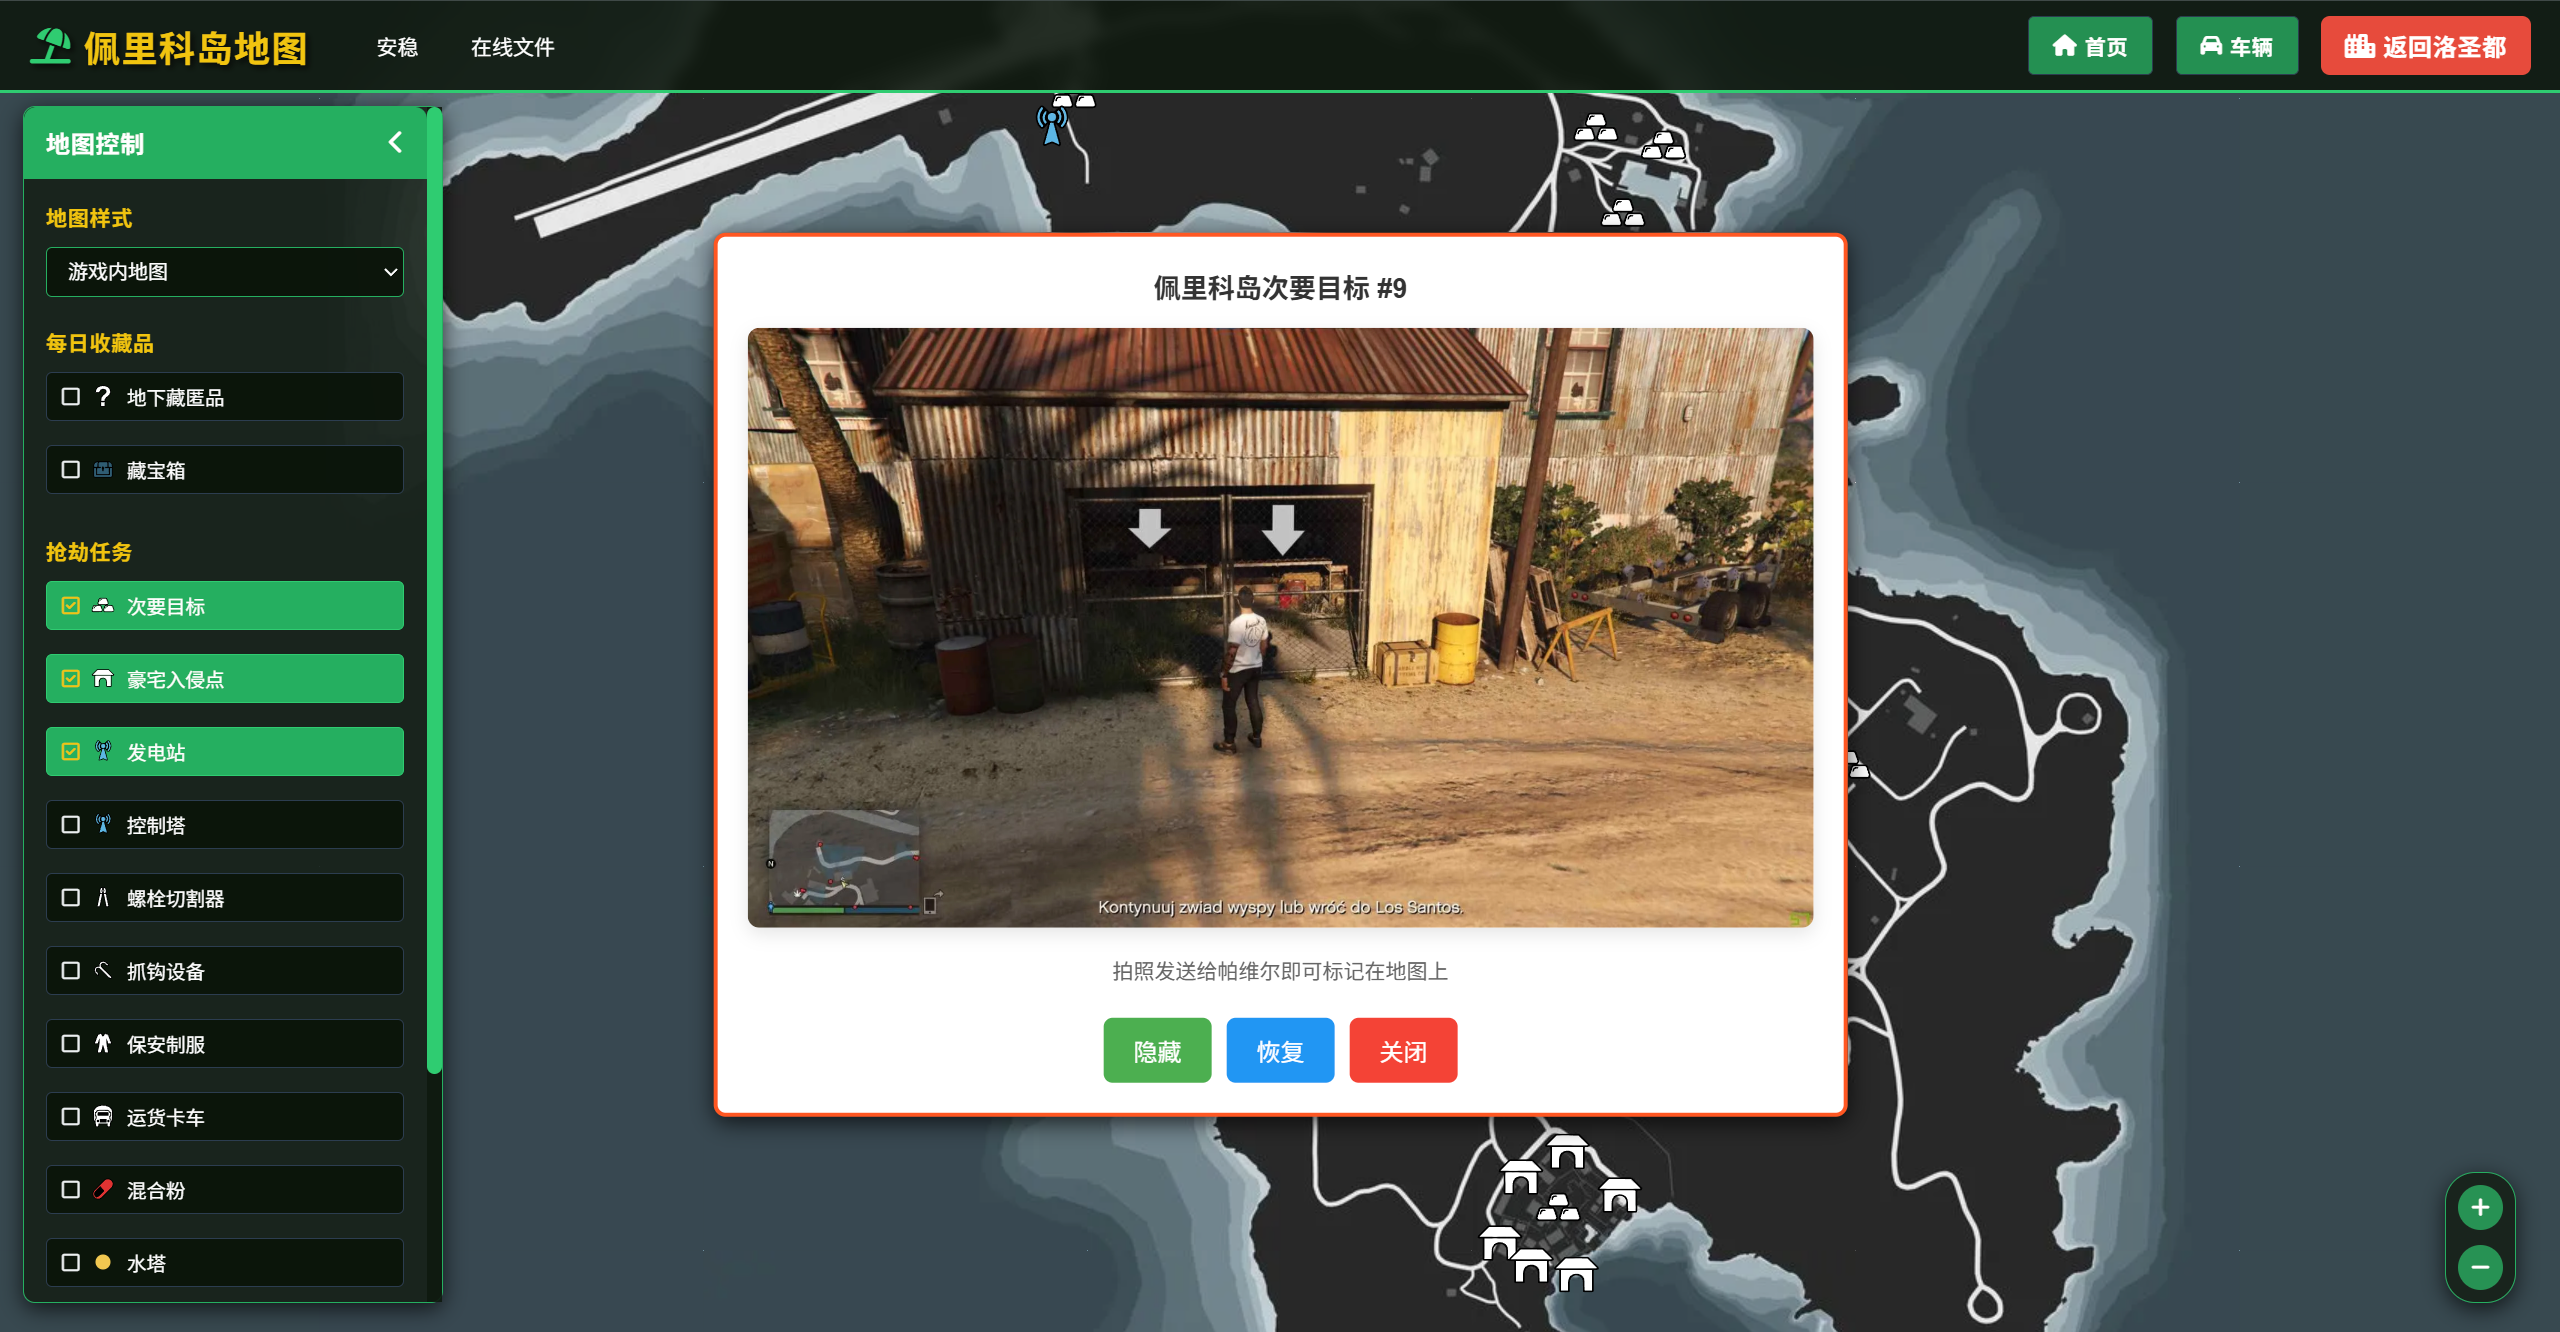 佩里科岛地图
安稳
在线文件
首页
车辆
返回洛圣都
地图控制
地图样式
游戏内地图
每日收藏品
? 地下藏匿品
藏宝箱
抢劫任务
次要目标
豪宅入侵点
发电站
控制塔
螺栓切割器
抓钩设备
保安制服
运货卡车
混合粉
水塔
佩里科岛次要目标 #9
N
Kontynuuj zwiad wyspy lub wróć do Los Santos.
57
拍照发送给帕维尔即可标记在地图上
隐藏
恢复
关闭
+
−